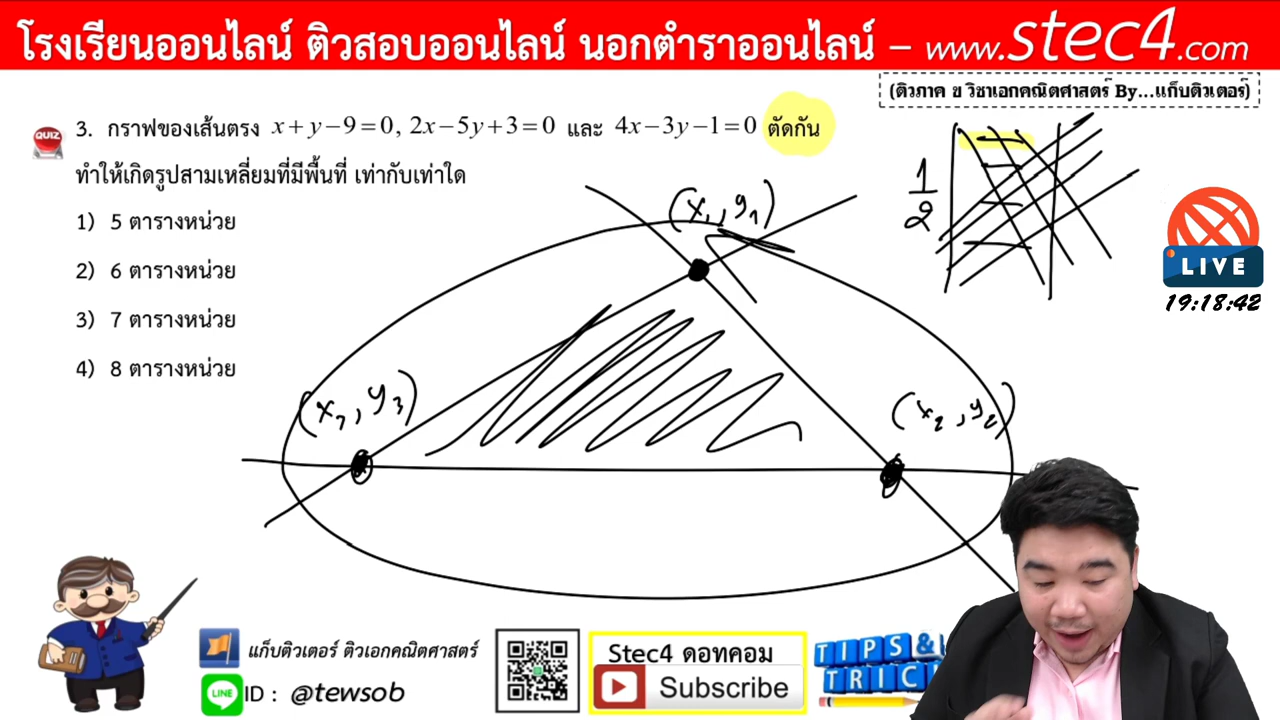 โรงเรียนออนไลน์ ติวสอบออนไลน์ นอกตำราออนไลน์ – www.stec4.com
(ติวภาค ข วิชาเอกคณิตศาสตร์ By...แก็บติวเตอร์)
QUIZ
3. กราฟของเส้นตรง x+y−9=0, 2x−5y+3=0 และ 4x−3y−1=0 ตัดกัน
ทำให้เกิดรูปสามเหลี่ยมที่มีพื้นที่ เท่ากับเท่าใด
1) 5 ตารางหน่วย
2) 6 ตารางหน่วย
3) 7 ตารางหน่วย
4) 8 ตารางหน่วย
1/2
(x₁, y₁)
(x₃, y₃)
(x₂, y₂)
LIVE
19:18:42
แก็บติวเตอร์ ติวเอกคณิตศาสตร์
LINE ID : @tewsob
Stec4 ดอทคอม
Subscribe
TIPS &
TRIC